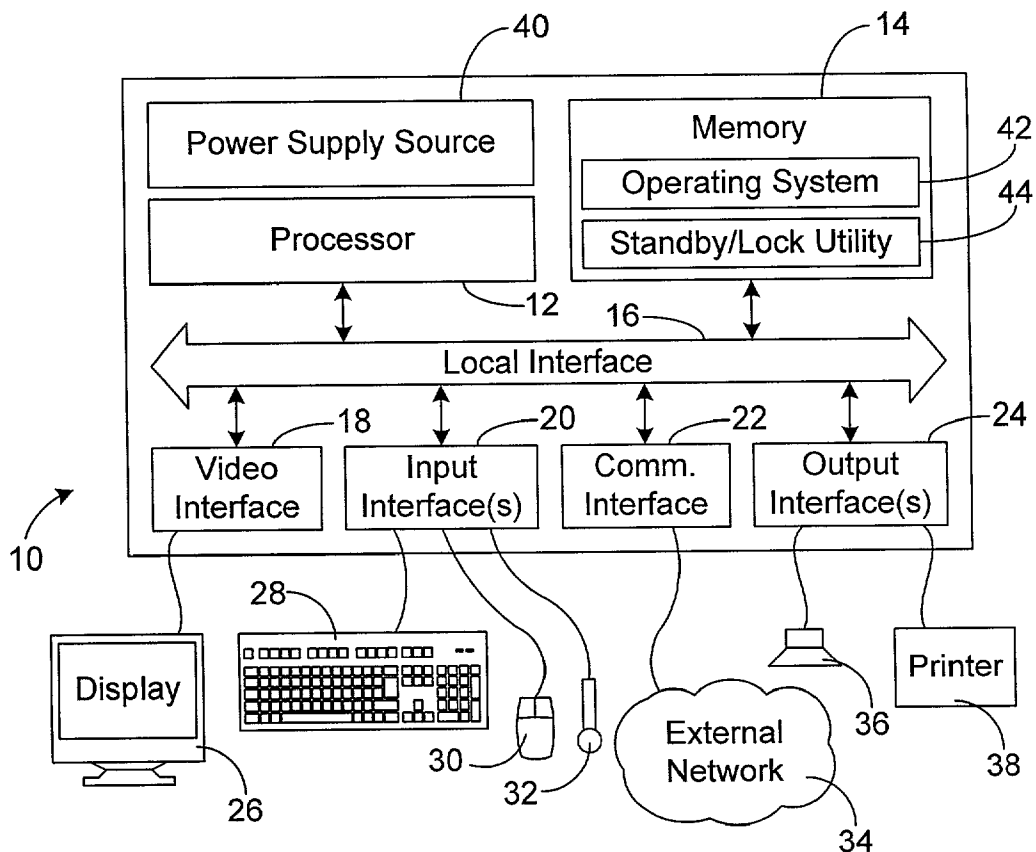 40
14
Power Supply Source
Memory
42
Operating System
44
Processor
Standby/Lock Utility
12
16
Local Interface
18
20
22
24
Video
Interface
Input
Interface(s)
Comm.
Interface
Output
Interface(s)
10
28
Display
Printer
36
30
32
External
Network
38
26
34